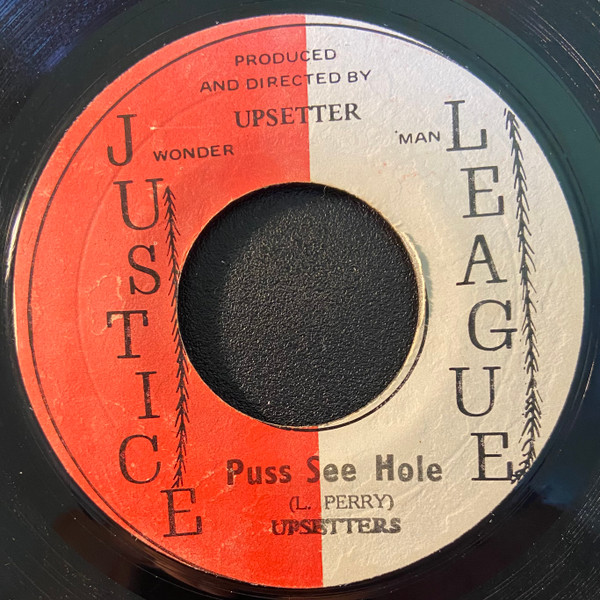 PRODUCED
AND DIRECTED BY
UPSETTER
JUSTICE
WONDER
MAN
LEAGUE
Puss See Hole
(L. PERRY)
UPSETTERS